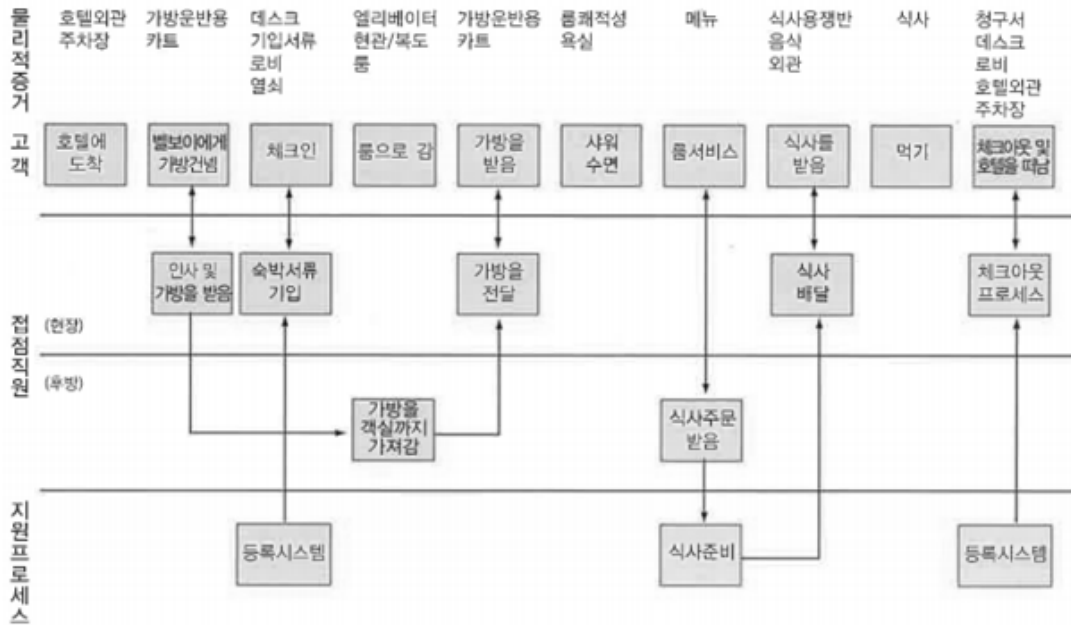 물리적증거
호텔외관
주차장
가방운반용
카트
데스크
기입서류
로비
열쇠
엘리베이터
현관/복도
룸
가방운반용
카트
룸쾌적성
욕실
메뉴
식사용쟁반
음식
외관
식사
청구서
데스크
로비
호텔외관
주차장
고객
호텔에
도착
벨보이에게
가방건넴
체크인
룸으로 감
가방을
받음
샤워
수면
룸서비스
식사를
받음
먹기
체크아웃 및
호텔을 떠남
접점직원
(현장)
인사 및
가방을 받음
숙박서류
기입
가방을
전달
식사
배달
체크아웃
프로세스
(후방)
가방을
객실까지
가져감
식사주문
받음
지원프로세스
등록시스템
식사준비
등록시스템